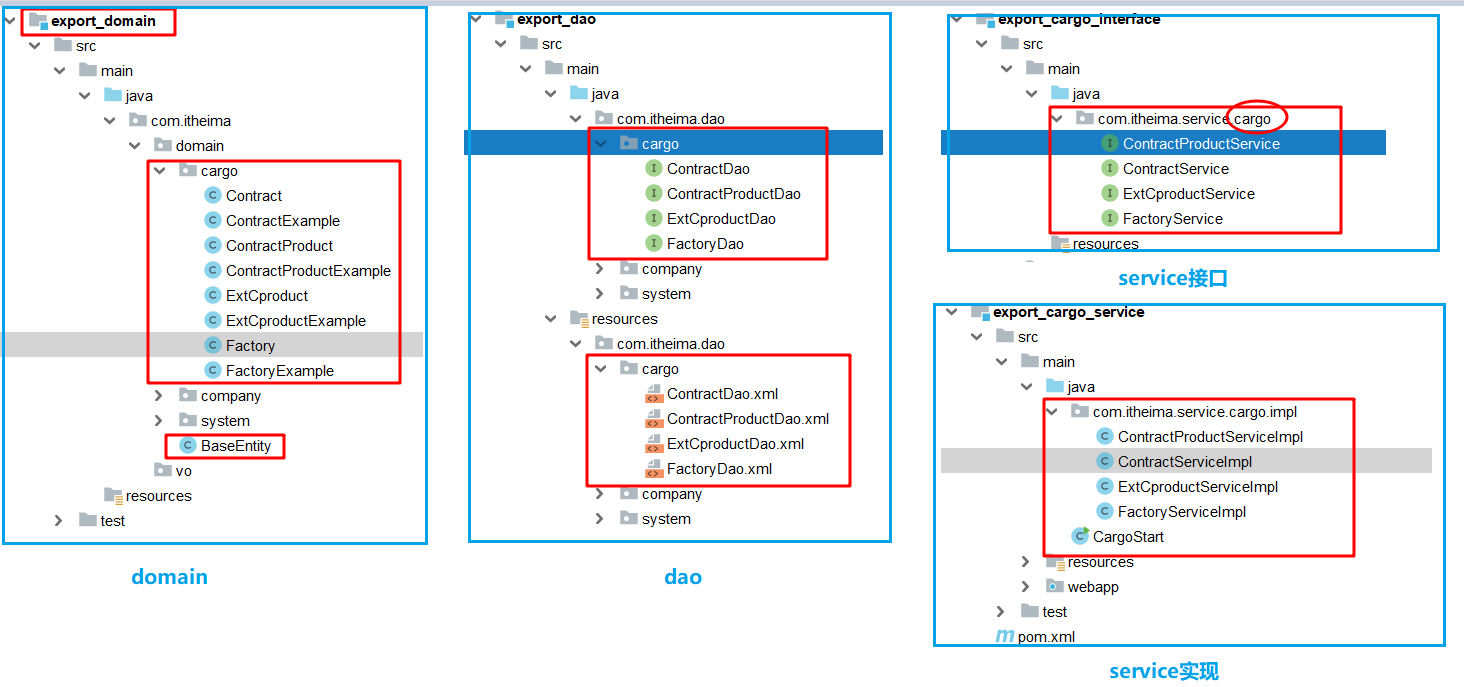 export_domain
src
main
java
com.itheima
domain
cargo
Contract
ContractExample
ContractProduct
ContractProductExample
ExtCproduct
ExtCproductExample
Factory
FactoryExample
company
system
BaseEntity
vo
resources
test
domain
export_dao
src
main
java
com.itheima.dao
cargo
ContractDao
ContractProductDao
ExtCproductDao
FactoryDao
company
system
resources
com.itheima.dao
cargo
ContractDao.xml
ContractProductDao.xml
ExtCproductDao.xml
FactoryDao.xml
company
system
dao
export_cargo_interface
src
main
java
com.itheima.service.cargo
ContractProductService
ContractService
ExtCproductService
FactoryService
resources
service接口
export_cargo_service
src
main
java
com.itheima.service.cargo.impl
ContractProductServiceImpl
ContractServiceImpl
ExtCproductServiceImpl
FactoryServiceImpl
CargoStart
resources
webapp
test
pom.xml
service实现